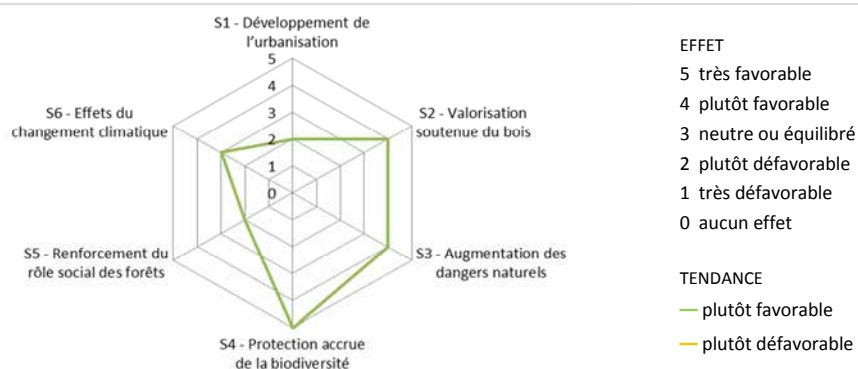 S1 - Développement de
l'urbanisation
5
4
3
2
1
0
S2 - Valorisation
soutenue du bois
S3 - Augmentation des
dangers naturels
S4 - Protection accrue
de la biodiversité
S5 - Renforcement du
rôle social des forêts
S6 - Effets du
changement climatique
EFFET
5 très favorable
4 plutôt favorable
3 neutre ou équilibré
2 plutôt défavorable
1 très défavorable
0 aucun effet
TENDANCE
plutôt favorable
plutôt défavorable